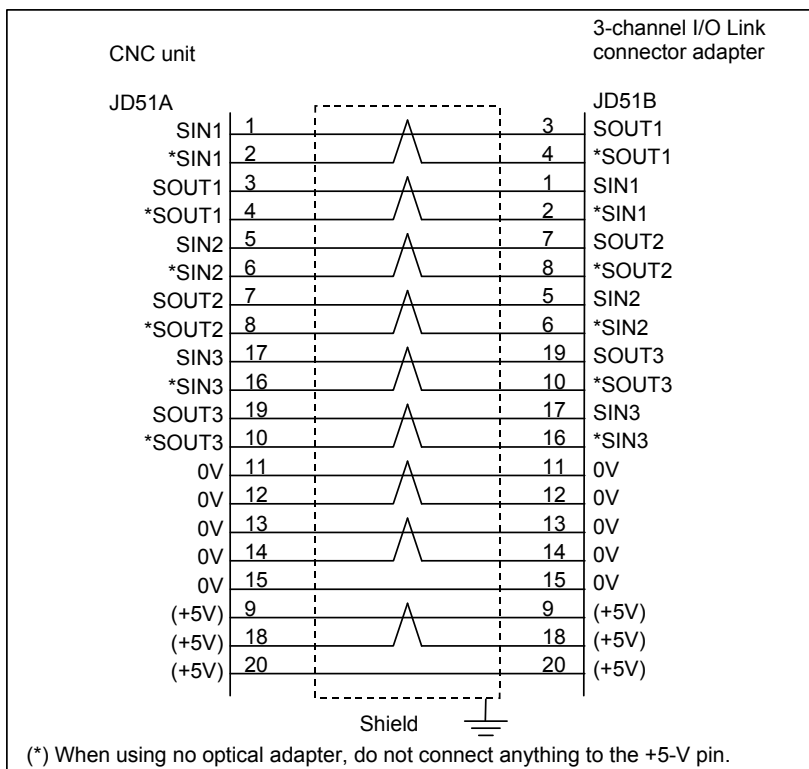 CNC unit
3-channel I/O Link
connector adapter
JD51A
JD51B
SIN1 1 3 SOUT1
*SIN1 2 4 *SOUT1
SOUT1 3 1 SIN1
*SOUT1 4 2 *SIN1
SIN2 5 7 SOUT2
*SIN2 6 8 *SOUT2
SOUT2 7 5 SIN2
*SOUT2 8 6 *SIN2
SIN3 17 19 SOUT3
*SIN3 16 10 *SOUT3
SOUT3 19 17 SIN3
*SOUT3 10 16 *SIN3
0V 11 11 0V
0V 12 12 0V
0V 13 13 0V
0V 14 14 0V
0V 15 15 0V
(+5V) 9 9 (+5V)
(+5V) 18 18 (+5V)
(+5V) 20 20 (+5V)
Shield
(*) When using no optical adapter, do not connect anything to the +5-V pin.